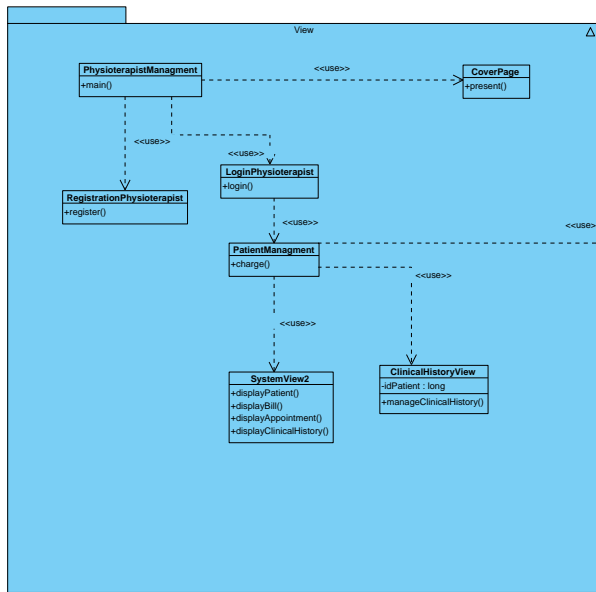 View
PhysioterapistManagment
+main()
<<use>>
CoverPage
+present()
<<use>>
<<use>>
LoginPhysioterapist
+login()
RegistrationPhysioterapist
+register()
<<use>>
<<use>>
PatientManagment
+charge()
<<use>>
<<use>>
SystemView2
+displayPatient()
+displayBill()
+displayAppointment()
+displayClinicalHistory()
ClinicalHistoryView
-idPatient : long
+manageClinicalHistory()